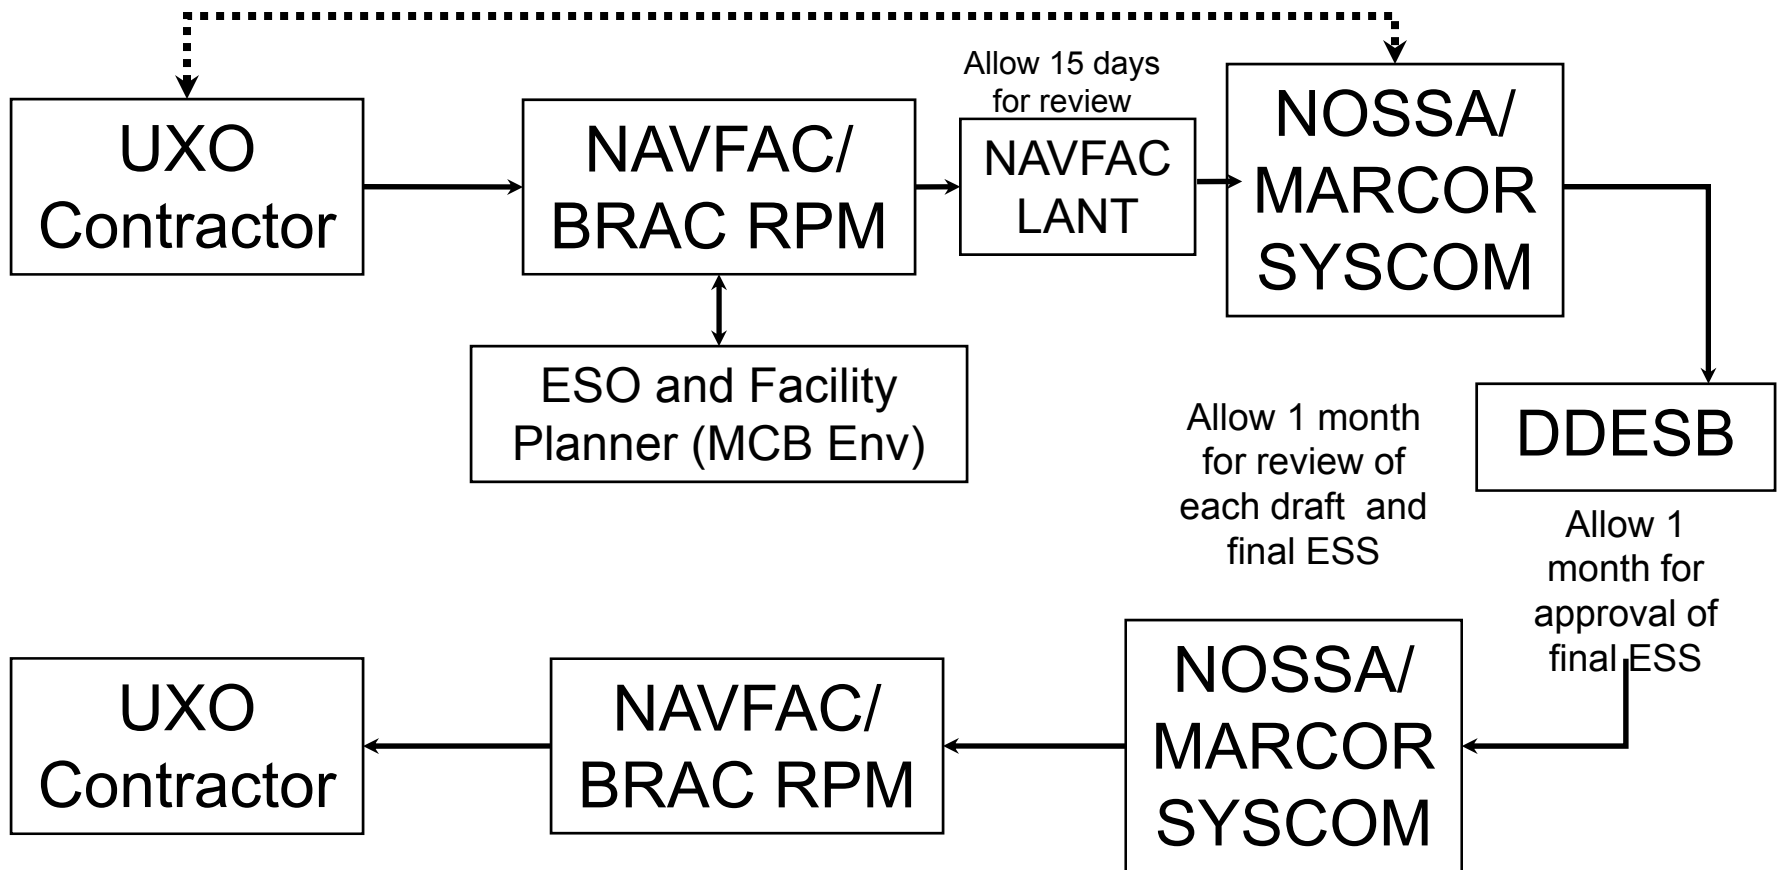 UXO
Contractor
NAVFAC/
BRAC RPM
Allow 15 days
for review
NAVFAC
LANT
NOSSA/
MARCOR
SYSCOM
ESO and Facility
Planner (MCB Env)
Allow 1 month
for review of
each draft  and
final ESS
DDESB
Allow 1
month for
approval of
final ESS
UXO
Contractor
NAVFAC/
BRAC RPM
NOSSA/
MARCOR
SYSCOM